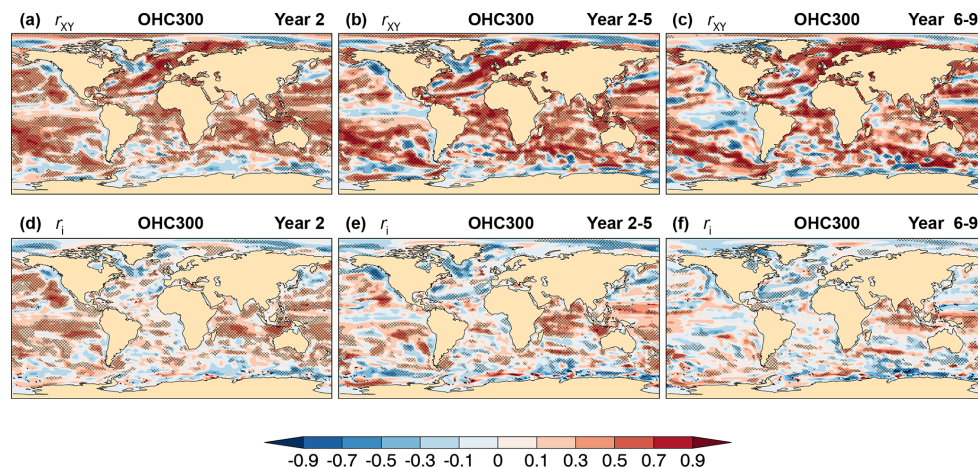 (a) rXY OHC300 Year 2
(b) rXY OHC300 Year 2-5
(c) rXY OHC300 Year 6-9
(d) ri OHC300 Year 2
(e) ri OHC300 Year 2-5
(f) ri OHC300 Year 6-9
-0.9 -0.7 -0.5 -0.3 -0.1 0 0.1 0.3 0.5 0.7 0.9